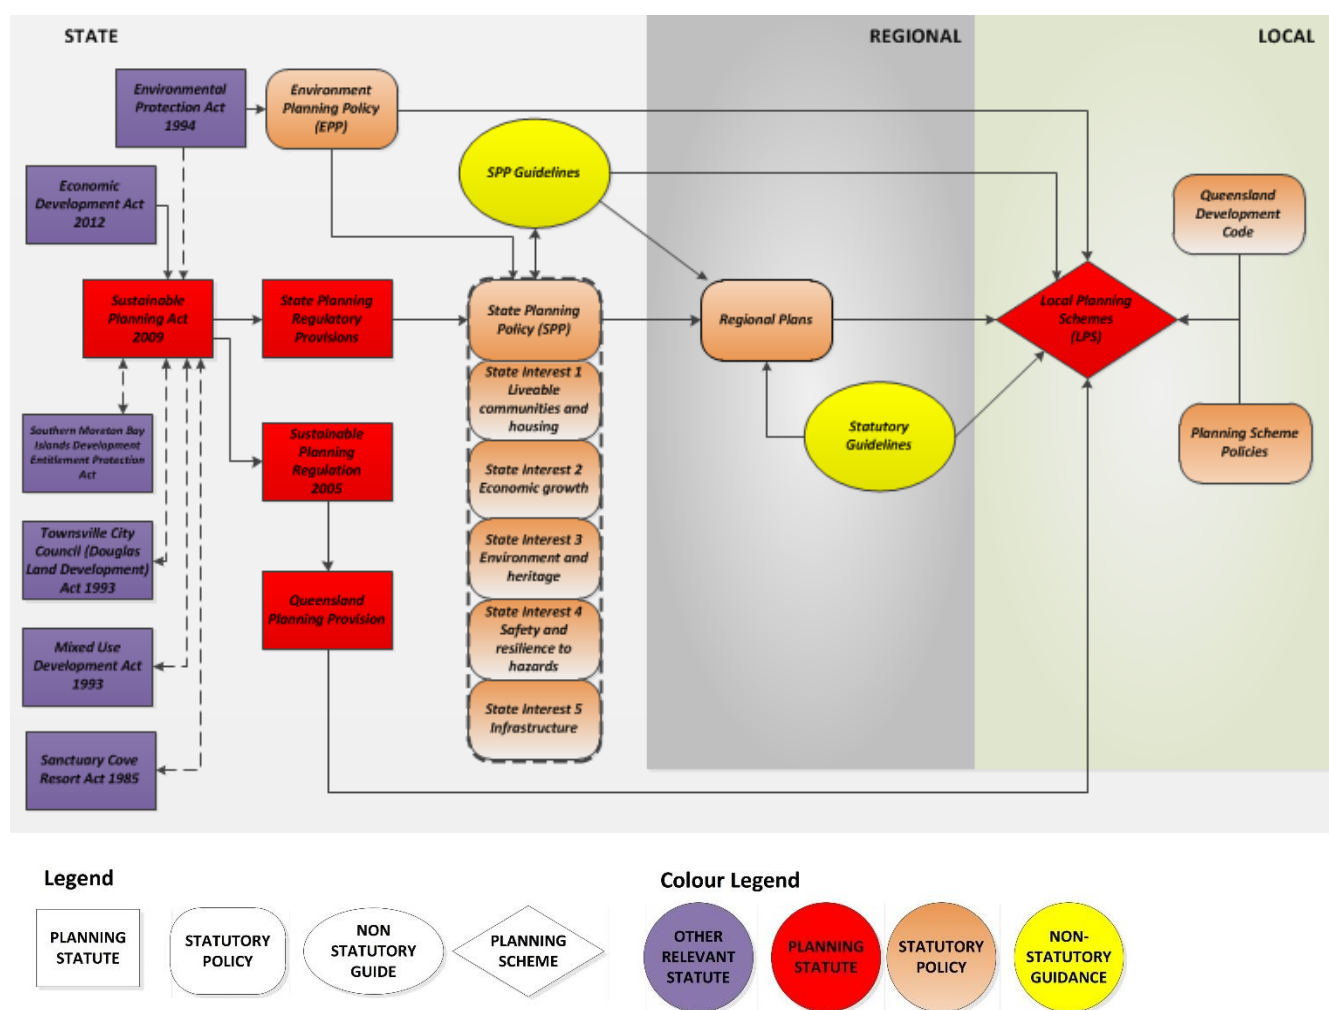 STATE
REGIONAL
LOCAL
Environmental
Protection Act
1994
Environment
Planning Policy
(EPP)
SPP Guidelines
Economic
Development Act
2012
Queensland
Development
Code
Sustainable
Planning Act
2009
State Planning
Regulatory
Provisions
State Planning
Policy (SPP)
Regional Plans
Local Planning
Schemes
(LPS)
State Interest 1
Liveable
communities and
housing
Southern Moreton Bay
Islands Development
Entitlement Protection
Act
Sustainable
Planning
Regulation
2005
State Interest 2
Economic growth
Statutory
Guidelines
Planning Scheme
Policies
Townsville City
Council (Douglas
Land Development)
Act 1993
State Interest 3
Environment and
heritage
Queensland
Planning Provision
State Interest 4
Safety and
resilience to
hazards
Mixed Use
Development Act
1993
State Interest 5
Infrastructure
Sanctuary Cove
Resort Act 1985
Legend
PLANNING
STATUTE
STATUTORY
POLICY
NON
STATUTORY
GUIDE
PLANNING
SCHEME
Colour Legend
OTHER
RELEVANT
STATUTE
PLANNING
STATUTE
STATUTORY
POLICY
NON-
STATUTORY
GUIDANCE